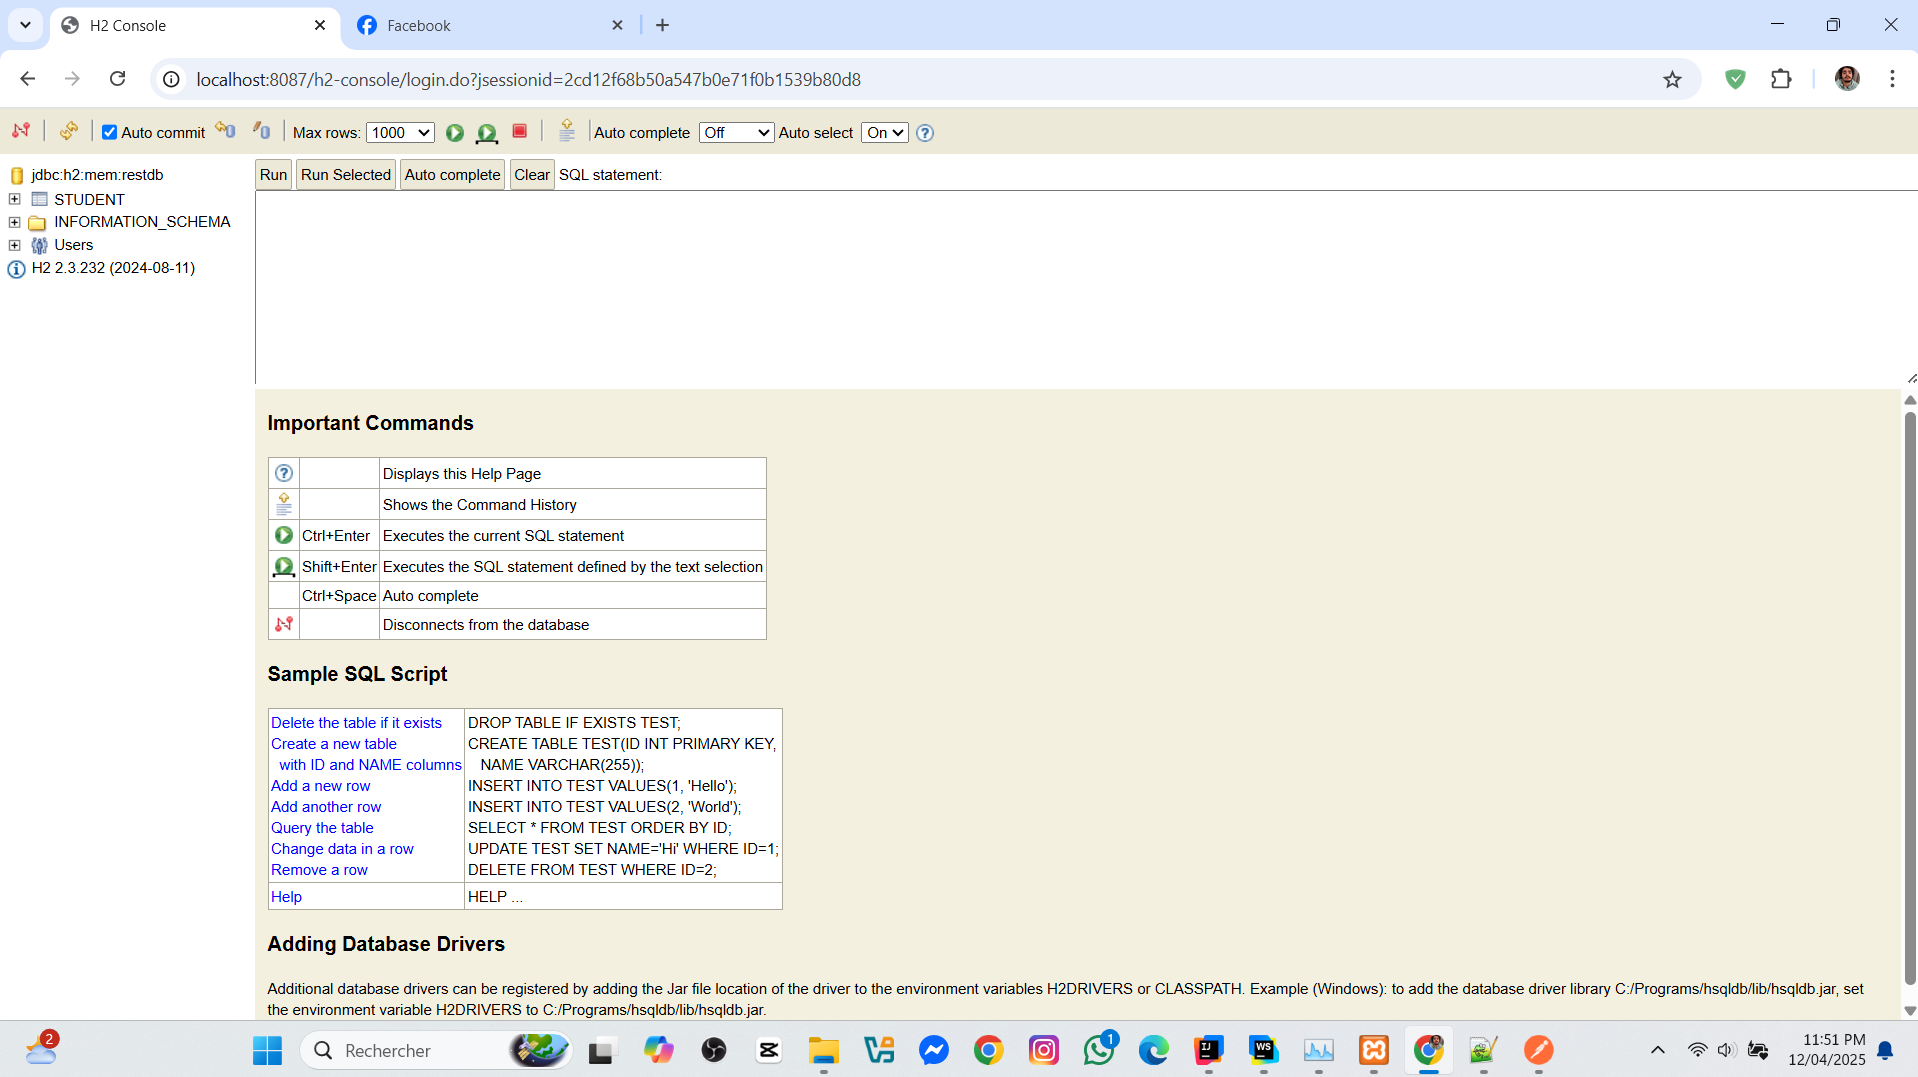 H2 Console
Facebook
localhost:8087/h2-console/login.do?jsessionid=2cd12f68b50a547b0e71f0b1539b80d8
Auto commit
Max rows: 1000
Auto complete Off
Auto select On
jdbc:h2:mem:restdb
STUDENT
INFORMATION_SCHEMA
Users
H2 2.3.232 (2024-08-11)
Run Run Selected Auto complete Clear SQL statement:
Important Commands
Displays this Help Page
Shows the Command History
Ctrl+Enter Executes the current SQL statement
Shift+Enter Executes the SQL statement defined by the text selection
Ctrl+Space Auto complete
Disconnects from the database
Sample SQL Script
Delete the table if it exists DROP TABLE IF EXISTS TEST;
Create a new table CREATE TABLE TEST(ID INT PRIMARY KEY,
with ID and NAME columns NAME VARCHAR(255));
Add a new row INSERT INTO TEST VALUES(1, 'Hello');
Add another row INSERT INTO TEST VALUES(2, 'World');
Query the table SELECT * FROM TEST ORDER BY ID;
Change data in a row UPDATE TEST SET NAME='Hi' WHERE ID=1;
Remove a row DELETE FROM TEST WHERE ID=2;
Help HELP ...
Adding Database Drivers
Additional database drivers can be registered by adding the Jar file location of the driver to the environment variables H2DRIVERS or CLASSPATH. Example (Windows): to add the database driver library C:/Programs/hsqldb/lib/hsqldb.jar, set
the environment variable H2DRIVERS to C:/Programs/hsqldb/lib/hsqldb.jar.
2
Rechercher
1
IJ
WS
11:51 PM
12/04/2025